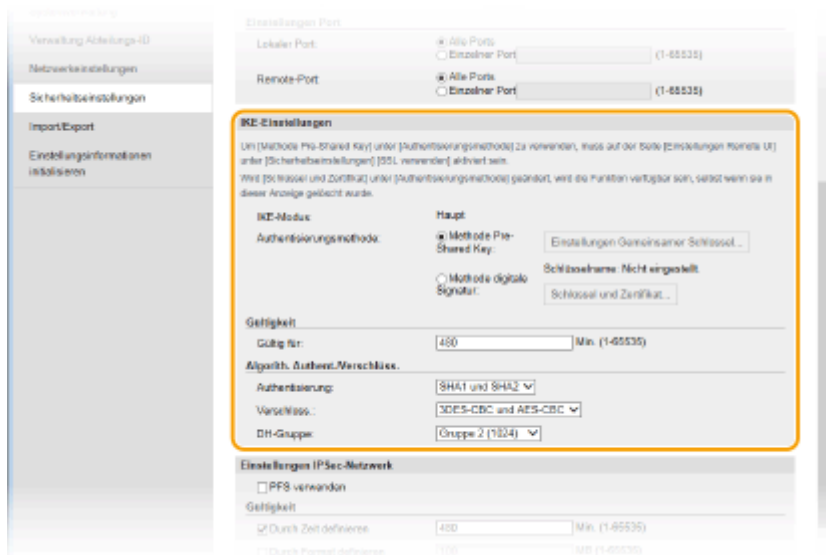 Verwaltung Abteilungs-ID
Netzwerkeinstellungen
Sicherheitseinstellungen
Import/Export
Einstellungsinformationen
initialisieren
Einstellungen Port
Lokaler Port:
Alle Ports
Einzelner Port
(1-65535)
Remote-Port
Alle Ports
Einzelner Port
(1-65535)
IKE-Einstellungen
Um [Methode Pre-Shared Key] unter [Authentisierungsmethode] zu verwenden, muss auf der Seite [Einstellungen Remote UI]
unter [Sicherheitseinstellungen] [SSL verwenden] aktiviert sein.
Wird [Schlüssel und Zertifikat] unter [Authentisierungsmethode] geändert, wird die Funktion verfügbar sein, selbst wenn sie in
dieser Anzeige gelöscht wurde.
IKE-Modus
Haupt
Authentisierungsmethode:
Methode Pre-
Shared Key:
Einstellungen Gemeinsamer Schlüssel...
Schlüsselname: Nicht eingestellt.
Methode digitale
Signatur:
Schlüssel und Zertifikat...
Gültigkeit
Gültig für:
480
Min. (1-65535)
Algorith. Authent./Verschlüss.
Authentisierung:
SHA1 und SHA2
Verschlüss.:
3DES-CBC und AES-CBC
DH-Gruppe:
Gruppe 2 (1024)
Einstellungen IPSec-Netzwerk
PFS verwenden
Gültigkeit
Durch Zeit definieren
480
Min. (1-65535)
MB (1-65535)